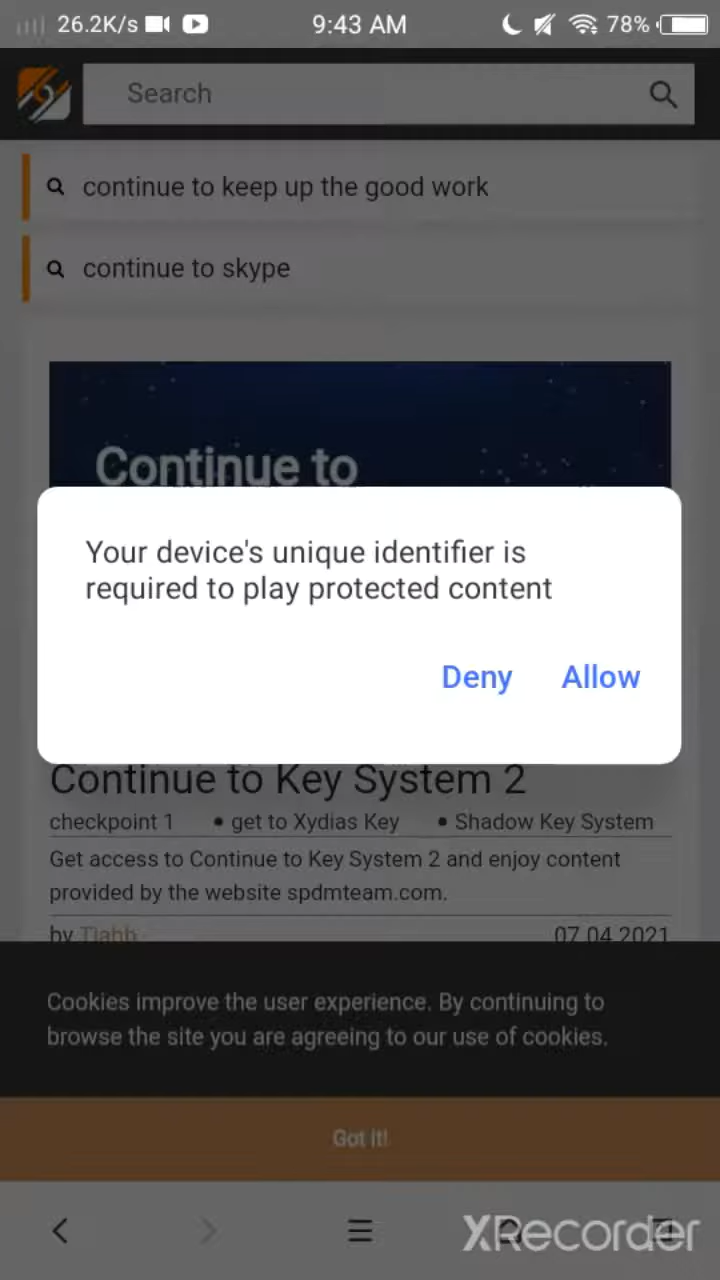 26.2K/s 9:43 AM 78%
Search
continue to keep up the good work
continue to skype
Continue to
Your device's unique identifier is
required to play protected content
Deny Allow
Continue to Key System 2
checkpoint 1 • get to Xydias Key • Shadow Key System
Get access to Continue to Key System 2 and enjoy content
provided by the website spdmteam.com.
by Tiahh 07.04.2021
Cookies improve the user experience. By continuing to
browse the site you are agreeing to our use of cookies.
Got it!
XRecorder